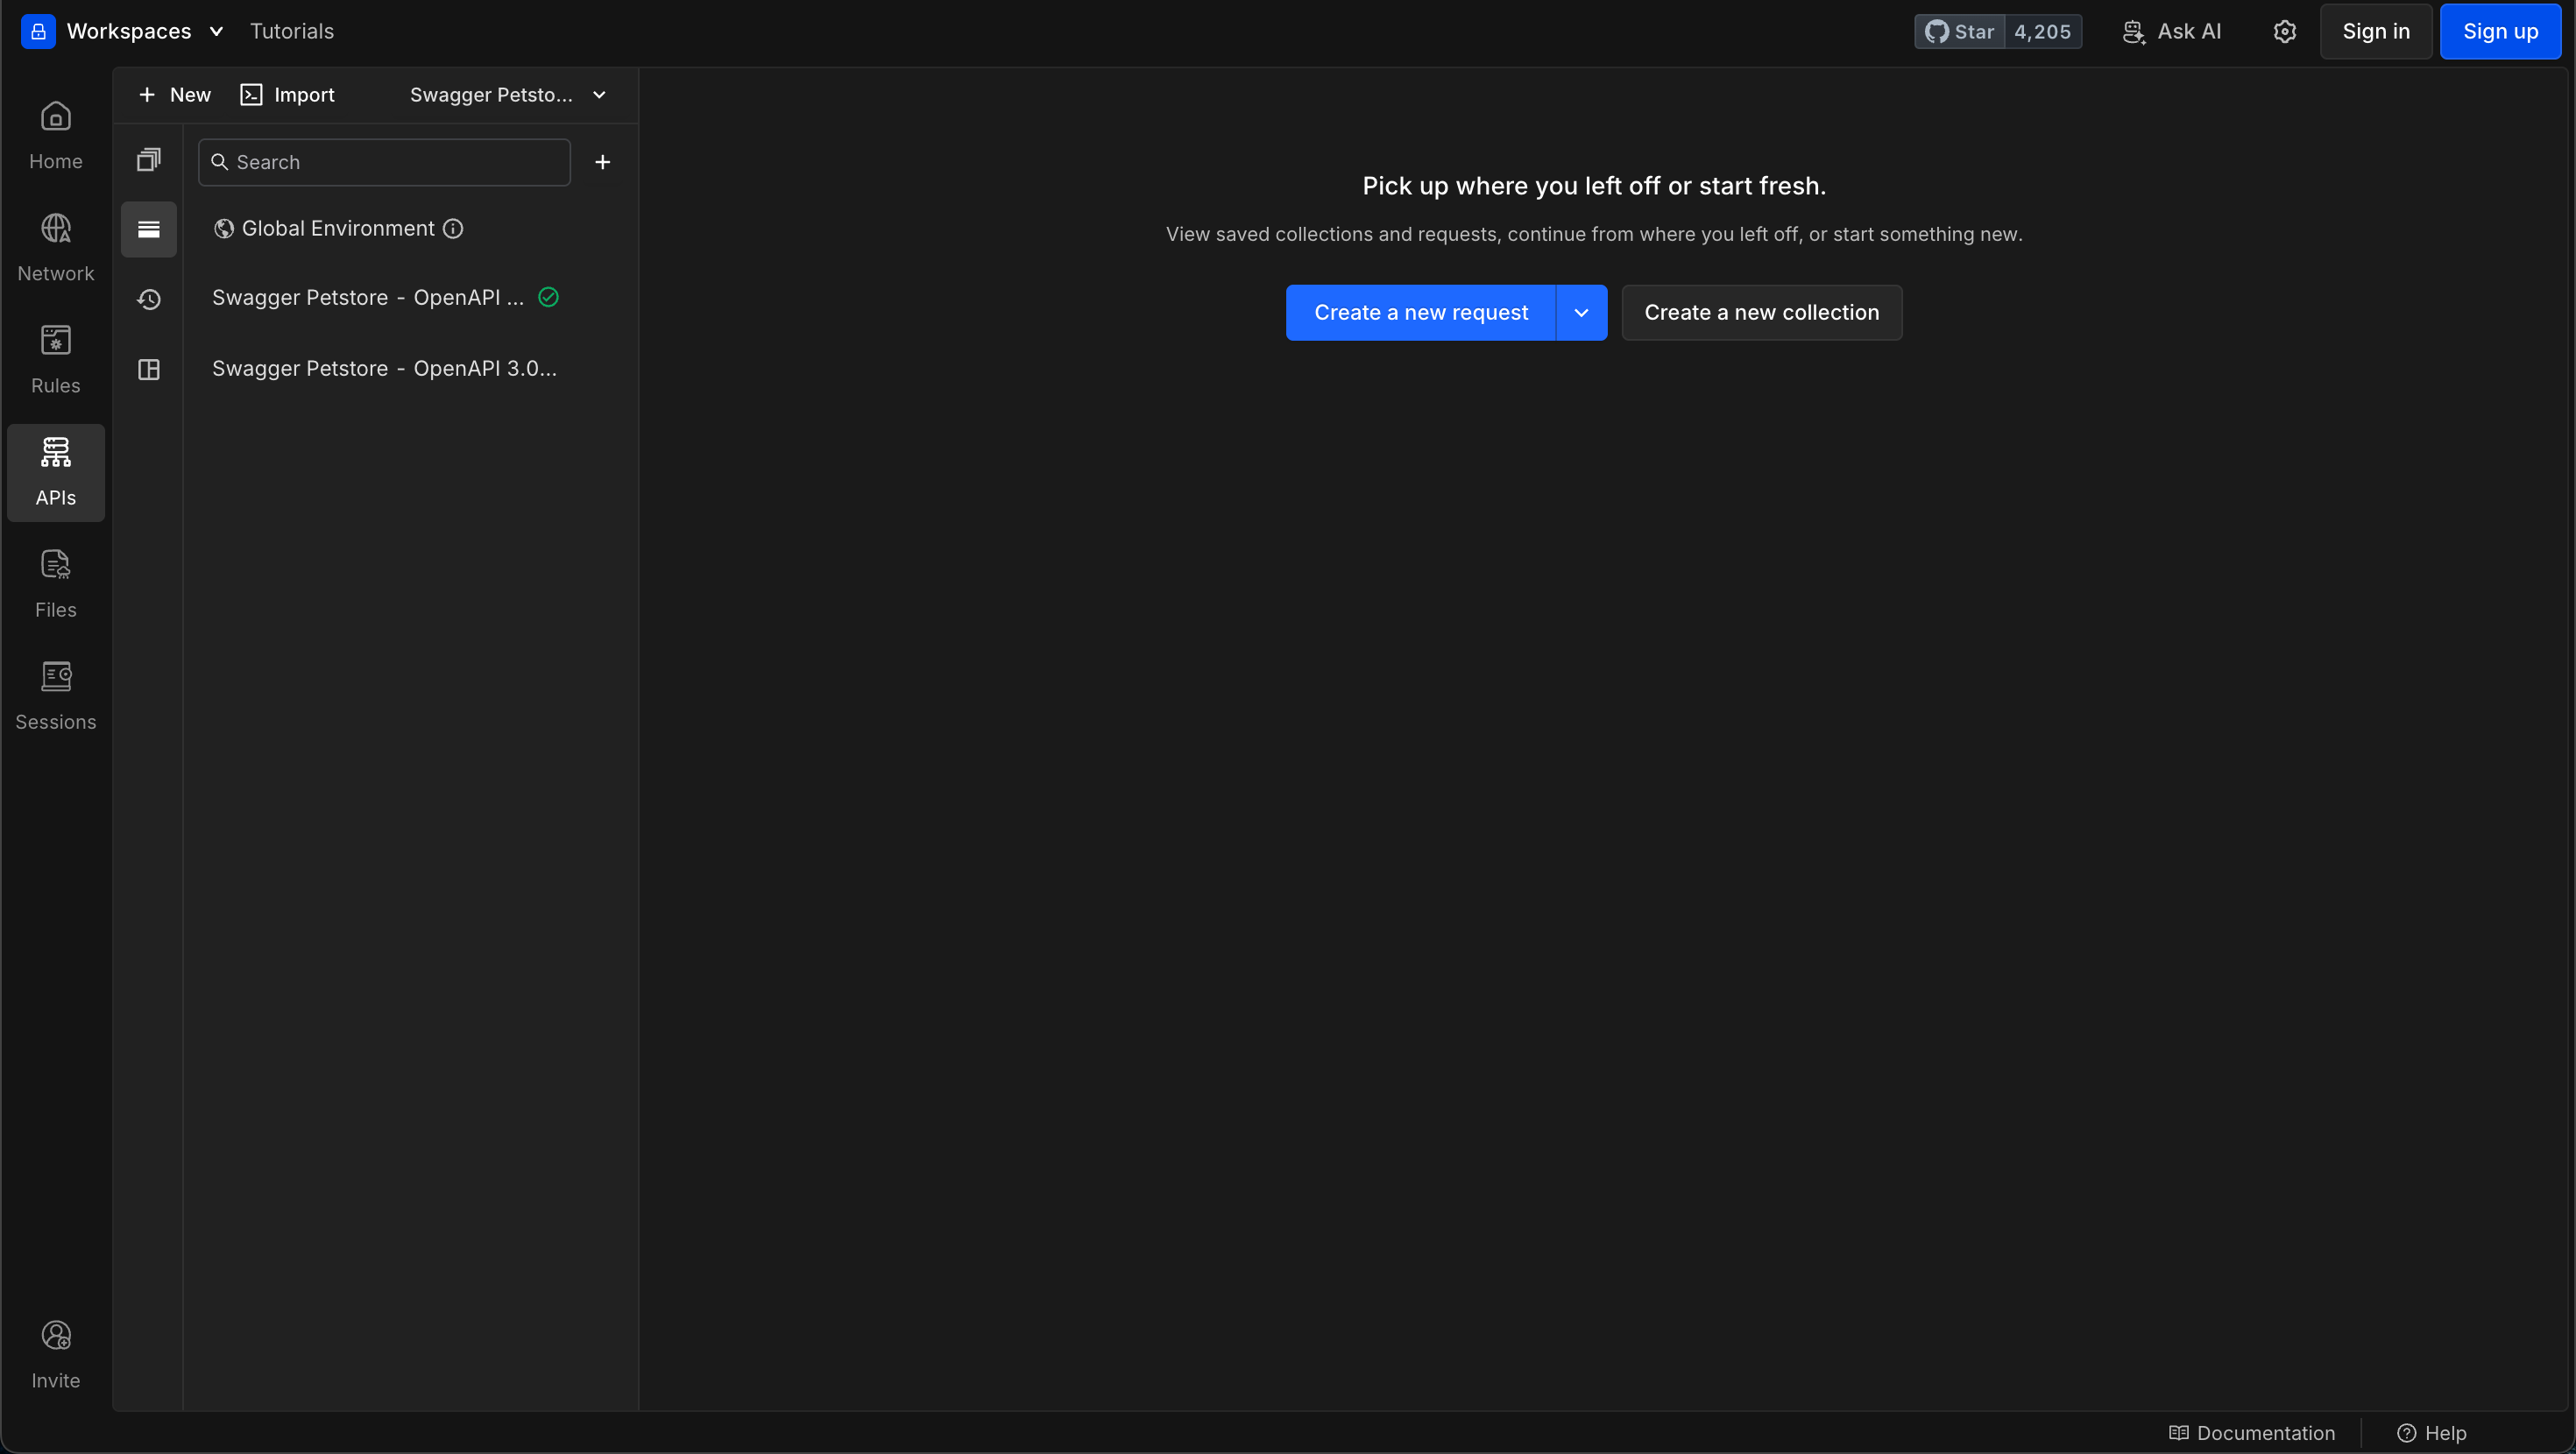 Workspaces Tutorials Star 4,205 Ask AI Sign in Sign up
New Import Swagger Petsto...
Home
Network
Rules
APIs
Files
Sessions
Invite
Search
Global Environment
Swagger Petstore - OpenAPI ...
Swagger Petstore - OpenAPI 3.0...
Pick up where you left off or start fresh.
View saved collections and requests, continue from where you left off, or start something new.
Create a new request Create a new collection
Documentation Help